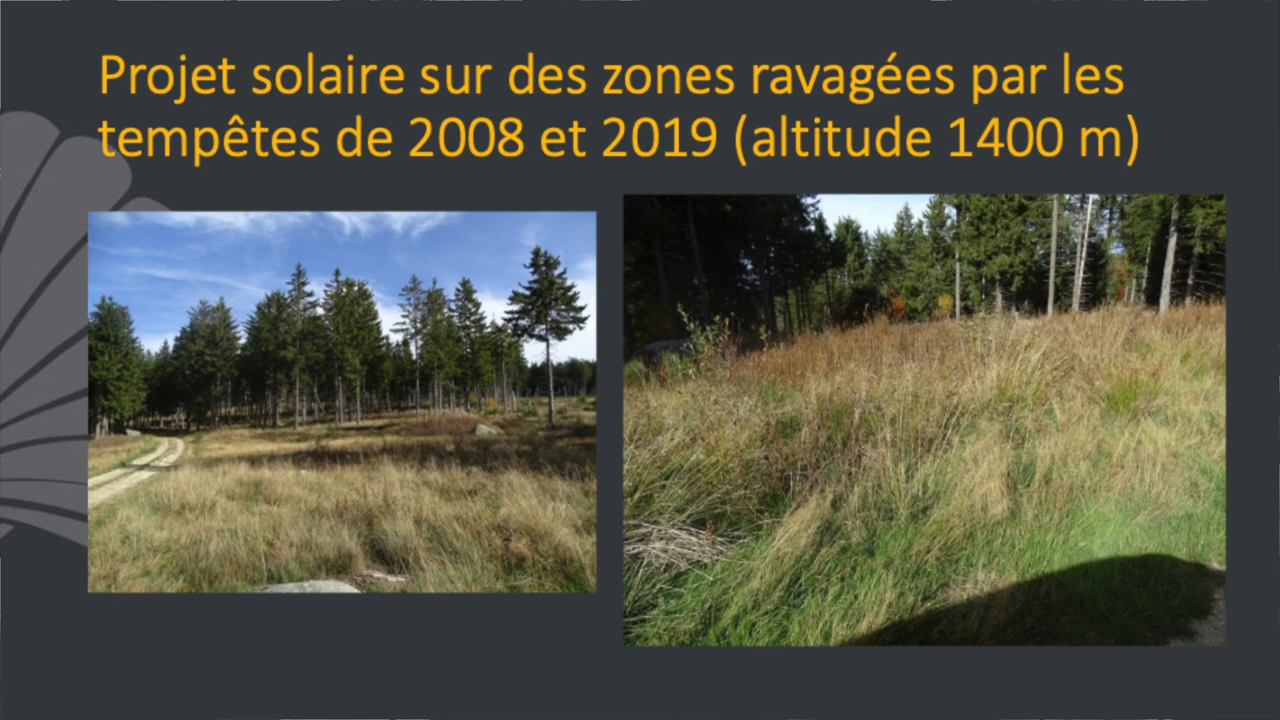 Projet solaire sur des zones ravagées par les
tempêtes de 2008 et 2019 (altitude 1400 m)